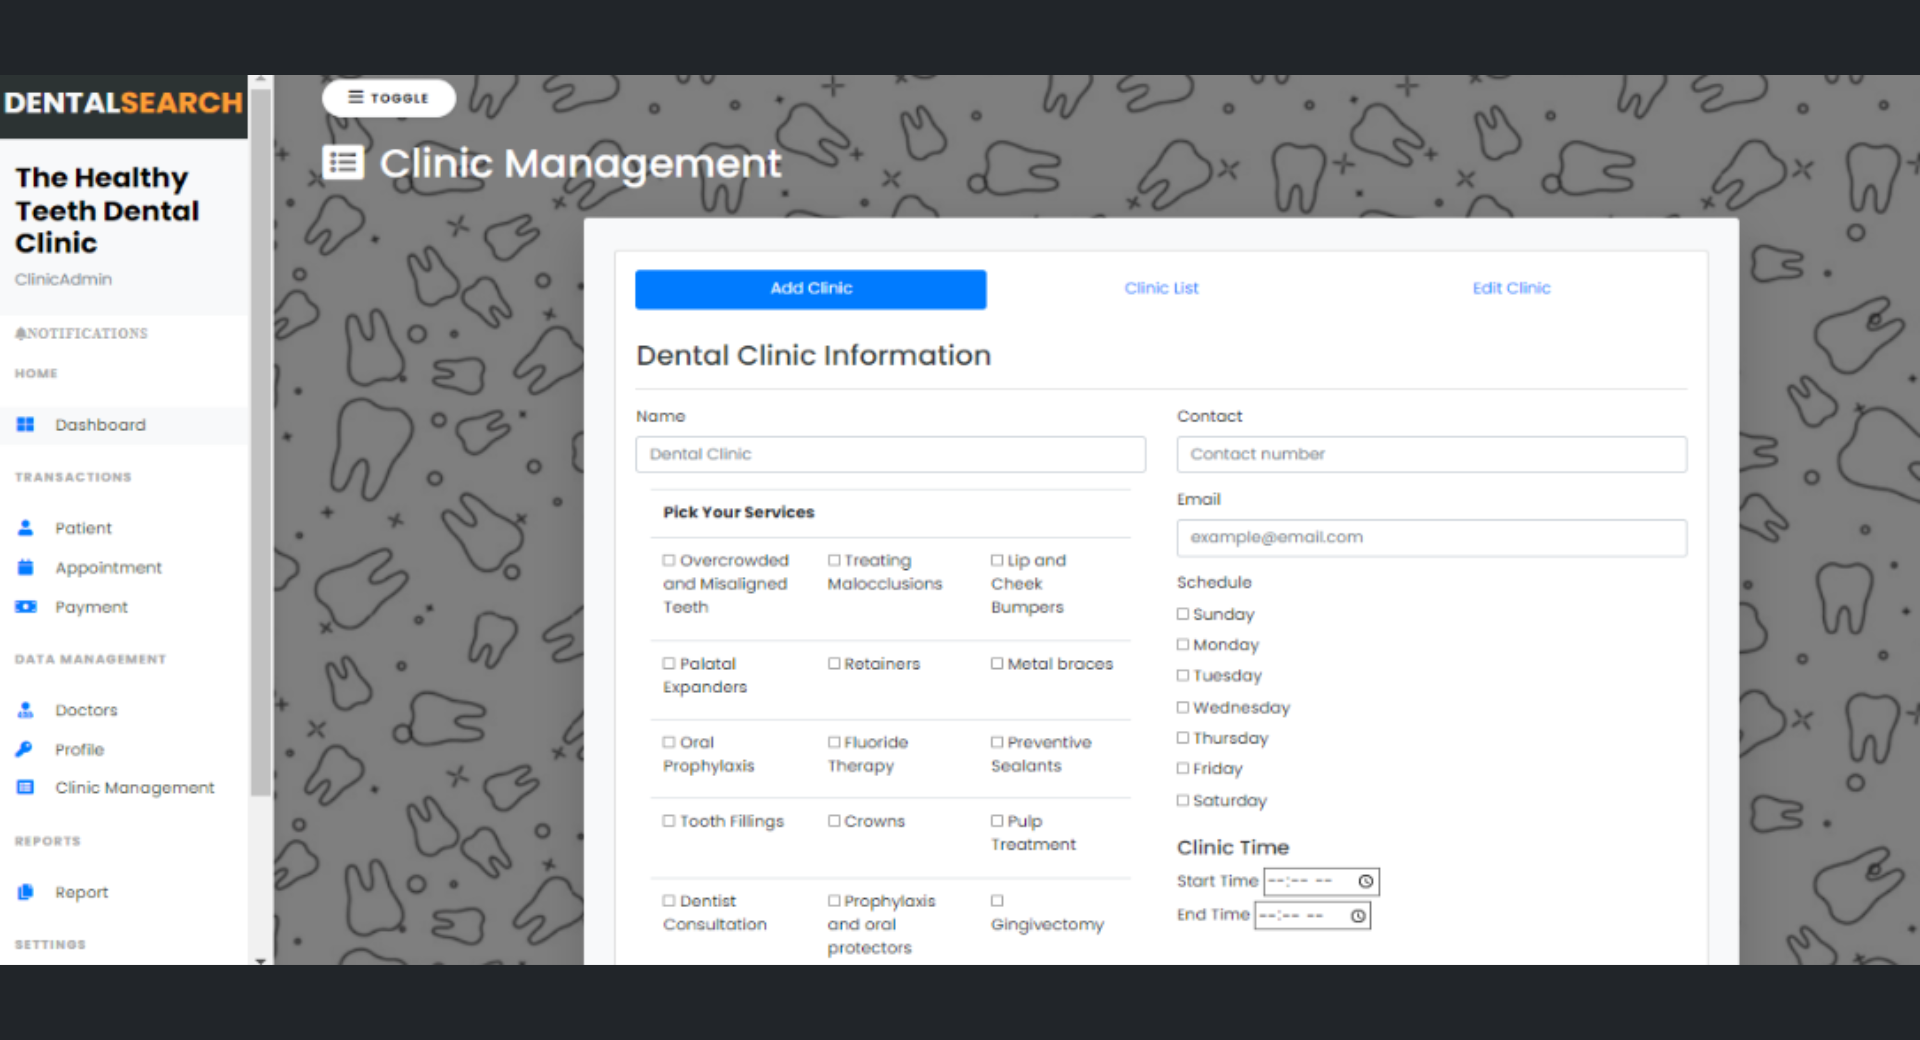 DENTALSEARCH
The Healthy
Teeth Dental
Clinic
ClinicAdmin
NOTIFICATIONS
HOME
Dashboard
TRANSACTIONS
Patient
Appointment
Payment
DATA MANAGEMENT
Doctors
Profile
Clinic Management
REPORTS
Report
SETTINGS
TOGGLE
Clinic Management
Add Clinic
Clinic List
Edit Clinic
Dental Clinic Information
Name
Dental Clinic
Pick Your Services
Overcrowded
and Misaligned
Teeth
Treating
Malocclusions
Lip and
Cheek
Bumpers
Palatal
Expanders
Retainers
Metal braces
Oral
Prophylaxis
Fluoride
Therapy
Preventive
Sealants
Tooth Fillings
Crowns
Pulp
Treatment
Dentist
Consultation
Prophylaxis
and oral
protectors
Gingivectomy
Contact
Contact number
Email
example@email.com
Schedule
Sunday
Monday
Tuesday
Wednesday
Thursday
Friday
Saturday
Clinic Time
Start Time --:-- --
End Time --:-- --